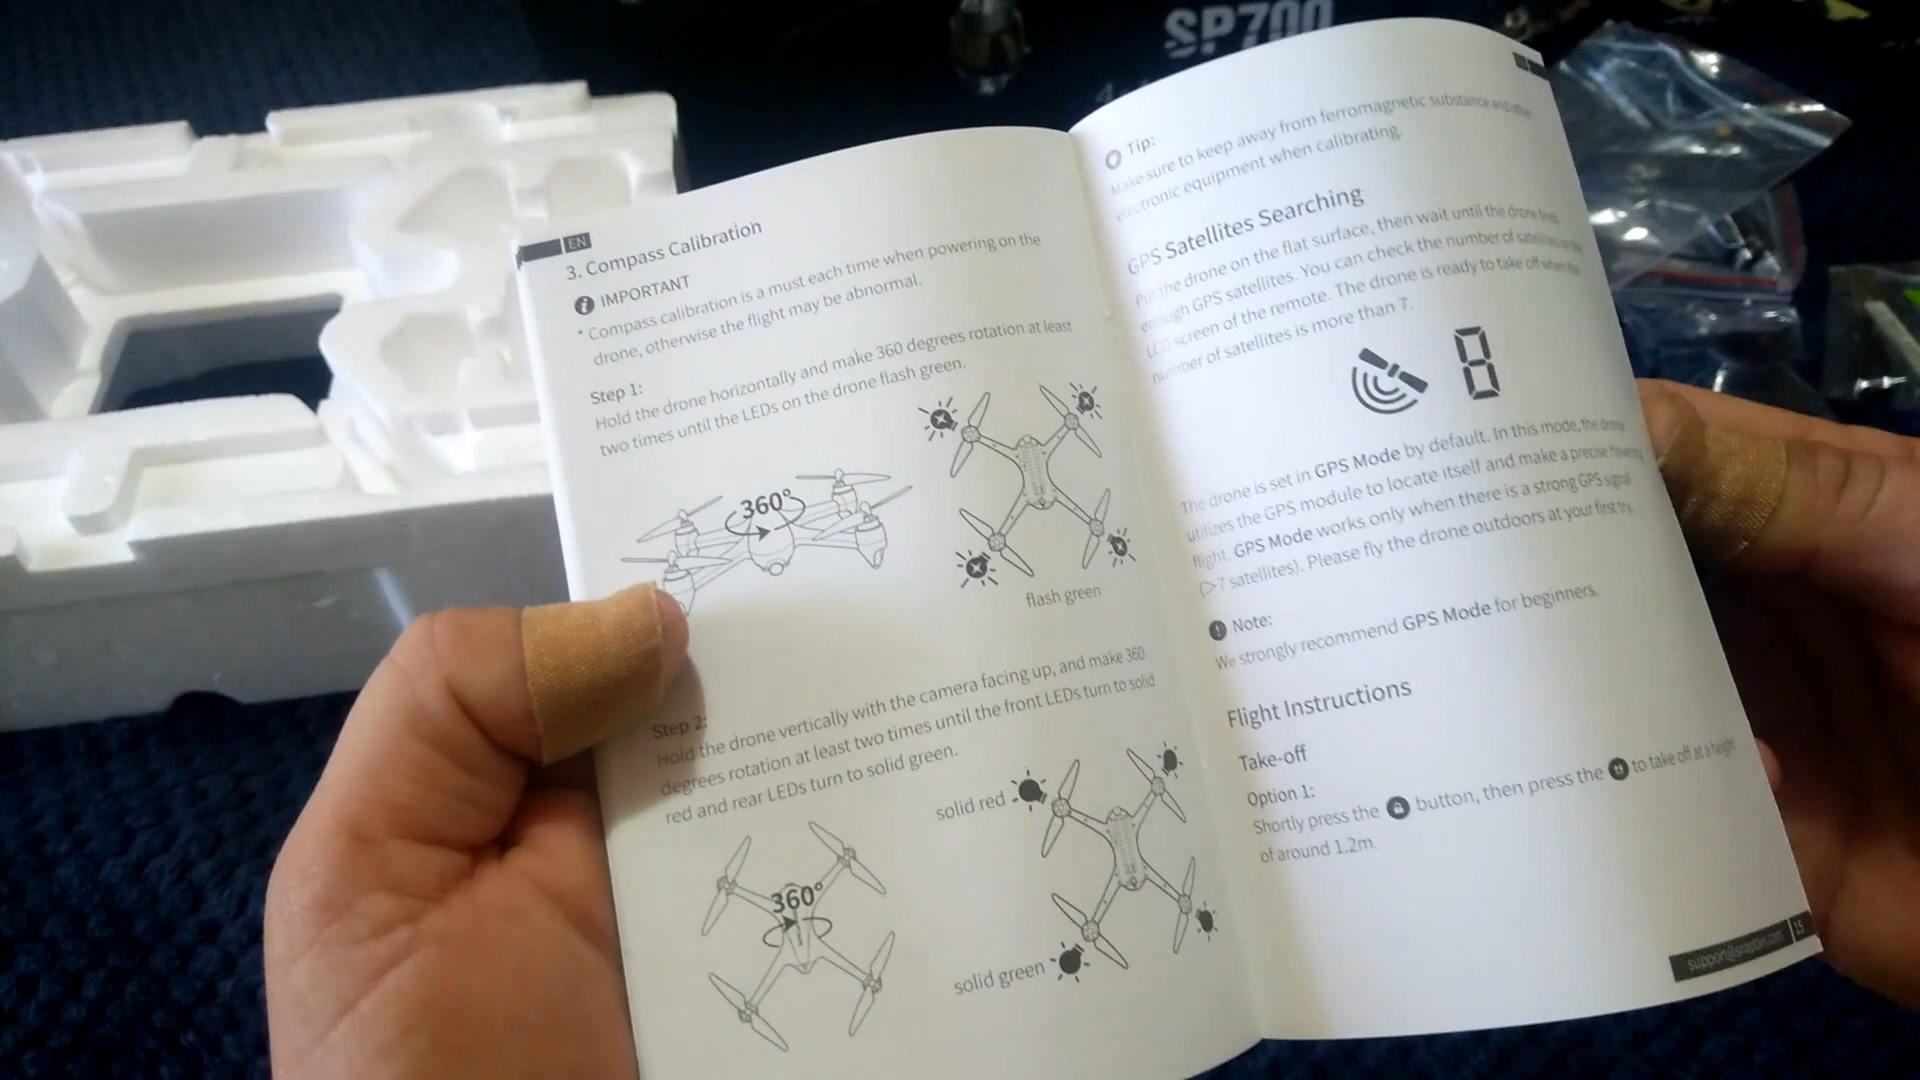 SP700
4
EN
3. Compass Calibration
IMPORTANT
* Compass calibration is a must each time when powering on the
drone, otherwise the flight may be abnormal.
Step 1:
Hold the drone horizontally and make 360 degrees rotation at least
two times until the LEDs on the drone flash green.
360°
flash green
Step 2:
Hold the drone vertically with the camera facing up, and make 360
degrees rotation at least two times until the front LEDs turn to solid
red and rear LEDs turn to solid green.
360°
solid red
solid green
Tip:
Make sure to keep away from ferromagnetic substance and other
electronic equipment when calibrating.
GPS Satellites Searching
Put the drone on the flat surface, then wait until the drone finds
enough GPS satellites. You can check the number of satellites on the
LCD screen of the remote. The drone is ready to take off when the
number of satellites is more than 7.
8
The drone is set in GPS Mode by default. In this mode, the drone
utilizes the GPS module to locate itself and make a precise hovering
flight. GPS Mode works only when there is a strong GPS signal
(>7 satellites). Please fly the drone outdoors at your first try.
Note:
We strongly recommend GPS Mode for beginners.
Flight Instructions
Take-off
Option 1:
Shortly press the button, then press the to take off at a height
of around 1.2m.
support@snaptain.com 15